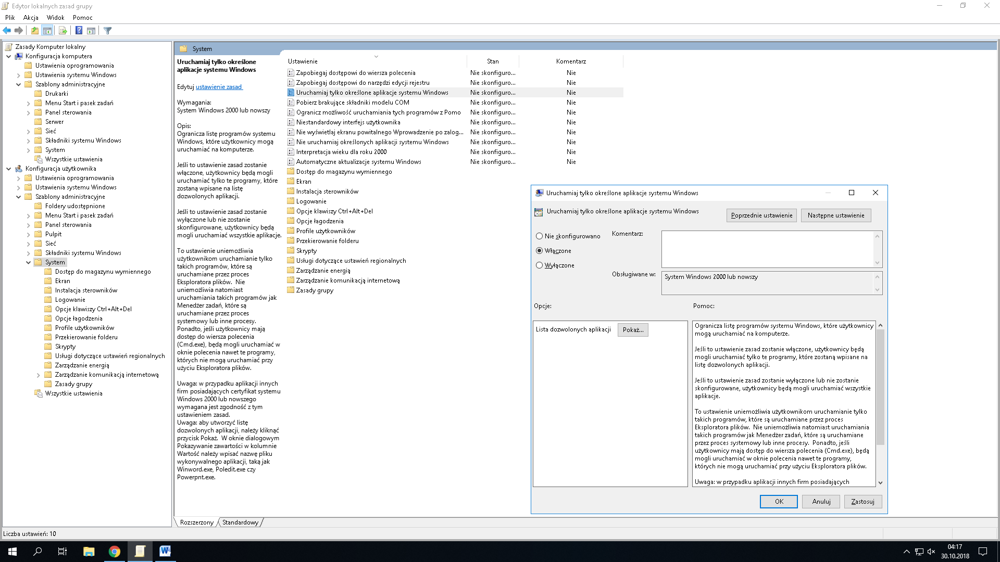 Edytor lokalnych zasad grupy
Plik Akcja Widok Pomoc
Zasady Komputer lokalny
Konfiguracja komputera
Ustawienia oprogramowania
Ustawienia systemu Windows
Szablony administracyjne
Drukarki
Menu Start i pasek zadań
Panel sterowania
Serwer
Sieć
Składniki systemu Windows
System
Wszystkie ustawienia
Konfiguracja użytkownika
Ustawienia oprogramowania
Ustawienia systemu Windows
Szablony administracyjne
Foldery udostępnione
Menu Start i pasek zadań
Panel sterowania
Pulpit
Sieć
Składniki systemu Windows
System
Dostęp do magazynu wymiennego
Ekran
Instalacja sterowników
Logowanie
Opcje klawiszy Ctrl+Alt+Del
Opcje łagodzenia
Profile użytkowników
Przekierowanie folderu
Skrypty
Usługi dotyczące ustawień regionalnych
Zarządzanie energią
Zarządzanie komunikacją internetową
Zasady grupy
Wszystkie ustawienia
System
Uruchamiaj tylko określone
aplikacje systemu Windows
Edytuj ustawienie zasad
Wymagania:
System Windows 2000 lub nowszy
Opis:
Ogranicza listę programów systemu
Windows, które użytkownicy mogą
uruchamiać na komputerze.
Jeśli to ustawienie zasad zostanie
włączone, użytkownicy będą mogli
uruchamiać tylko te programy, które
zostaną wpisane na listę
dozwolonych aplikacji.
Jeśli to ustawienie zasad zostanie
wyłączone lub nie zostanie
skonfigurowane, użytkownicy będą
mogli uruchamiać wszystkie aplikacje.
To ustawienie uniemożliwia
użytkownikom uruchamianie tylko
takich programów, które są
uruchamiane przez proces
Eksploratora plików.  Nie
uniemożliwia natomiast
uruchamiania takich programów jak
Menedżer zadań, które są
uruchamiane przez proces
systemowy lub inne procesy.
Ponadto, jeśli użytkownicy mają
dostęp do wiersza polecenia
(Cmd.exe), będą mogli uruchamiać w
oknie polecenia nawet te programy,
których nie mogą uruchamiać przy
użyciu Eksploratora plików.
Uwaga: w przypadku aplikacji innych
firm posiadających certyfikat systemu
Windows 2000 lub nowszego
wymagana jest zgodność z tym
ustawieniem zasad.
Uwaga: aby utworzyć listę
dozwolonych aplikacji, należy kliknąć
przycisk Pokaż.  W oknie dialogowym
Pokazywanie zawartości w kolumnie
Wartość należy wpisać nazwę pliku
wykonywalnego aplikacji, taką jak
Winword.exe, Poledit.exe czy
Powerpnt.exe.
Ustawienie Stan Komentarz
Zapobiegaj dostępowi do wiersza polecenia Nie skonfiguro... Nie
Zapobiegaj dostępowi do narzędzi edycji rejestru Nie skonfiguro... Nie
Uruchamiaj tylko określone aplikacje systemu Windows Nie skonfiguro... Nie
Pobierz brakujące składniki modelu COM Nie skonfiguro... Nie
Ogranicz możliwość uruchamiania tych programów z Pomo Nie skonfiguro... Nie
Niestandardowy interfejs użytkownika Nie skonfiguro... Nie
Nie wyświetlaj ekranu powitalnego Wprowadzenie po zalog... Nie skonfiguro... Nie
Nie uruchamiaj określonych aplikacji systemu Windows Nie skonfiguro... Nie
Interpretacja wieku dla roku 2000 Nie skonfiguro... Nie
Automatyczne aktualizacje systemu Windows Nie skonfiguro... Nie
Dostęp do magazynu wymiennego
Ekran
Instalacja sterowników
Logowanie
Opcje klawiszy Ctrl+Alt+Del
Opcje łagodzenia
Profile użytkowników
Przekierowanie folderu
Skrypty
Usługi dotyczące ustawień regionalnych
Zarządzanie energią
Zarządzanie komunikacją internetową
Zasady grupy
Uruchamiaj tylko określone aplikacje systemu Windows
Uruchamiaj tylko określone aplikacje systemu Windows
Poprzednie ustawienie Następne ustawienie
Nie skonfigurowano
Włączone
Wyłączone
Komentarz:
Obsługiwane w: System Windows 2000 lub nowszy
Opcje: Pomoc:
Lista dozwolonych aplikacji Pokaż...
Ogranicza listę programów systemu Windows, które użytkownicy
mogą uruchamiać na komputerze.
Jeśli to ustawienie zasad zostanie włączone, użytkownicy będą
mogli uruchamiać tylko te programy, które zostaną wpisane na
listę dozwolonych aplikacji.
Jeśli to ustawienie zasad zostanie wyłączone lub nie zostanie
skonfigurowane, użytkownicy będą mogli uruchamiać wszystkie
aplikacje.
To ustawienie uniemożliwia użytkownikom uruchamianie tylko
takich programów, które są uruchamiane przez proces
Eksploratora plików.  Nie uniemożliwia natomiast uruchamiania
takich programów jak Menedżer zadań, które są uruchamiane
przez proces systemowy lub inne procesy.  Ponadto, jeśli
użytkownicy mają dostęp do wiersza polecenia (Cmd.exe), będą
mogli uruchamiać w oknie polecenia nawet te programy,
których nie mogą uruchamiać przy użyciu Eksploratora plików.
Uwaga: w przypadku aplikacji innych firm posiadających
OK Anuluj Zastosuj
Rozszerzony Standardowy
Liczba ustawień: 10
04:17
30.10.2018